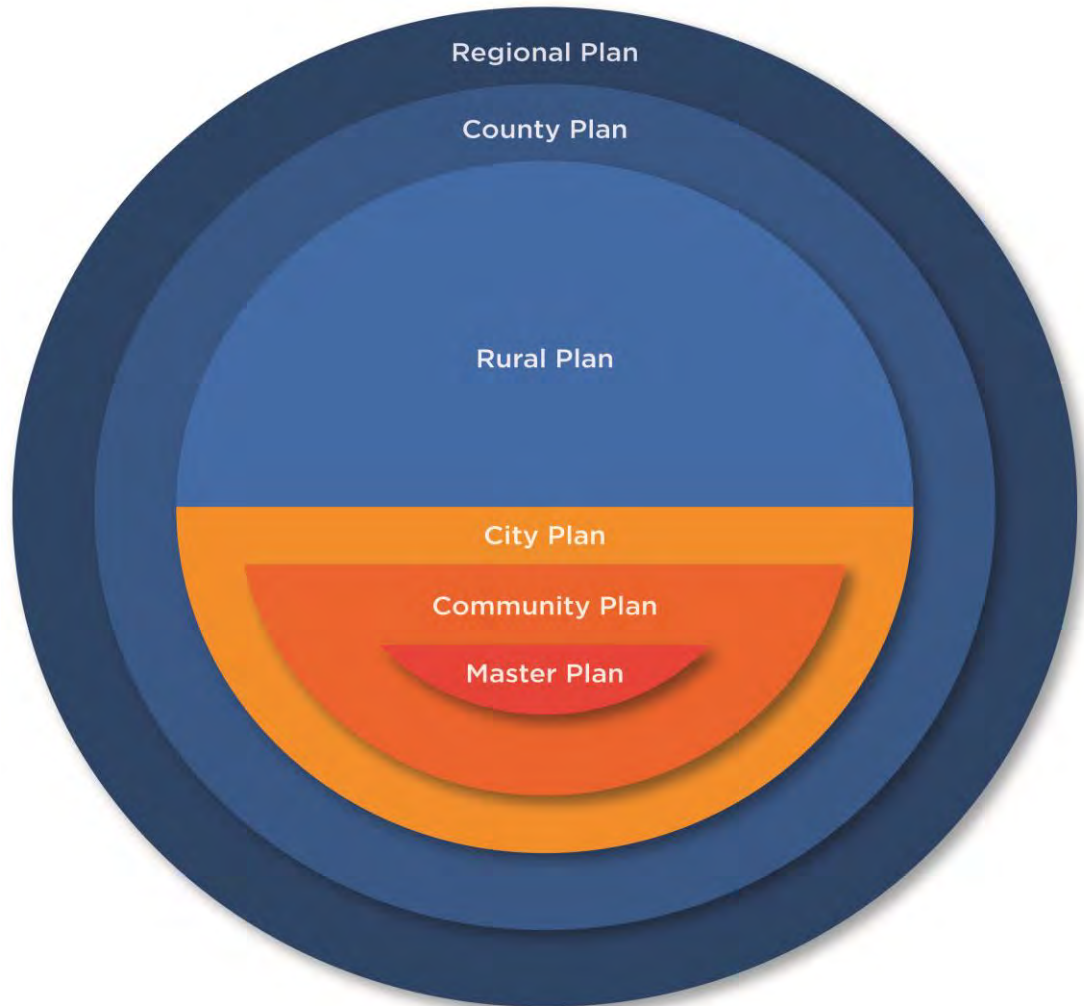 Regional Plan
County Plan
Rural Plan
City Plan
Community Plan
Master Plan